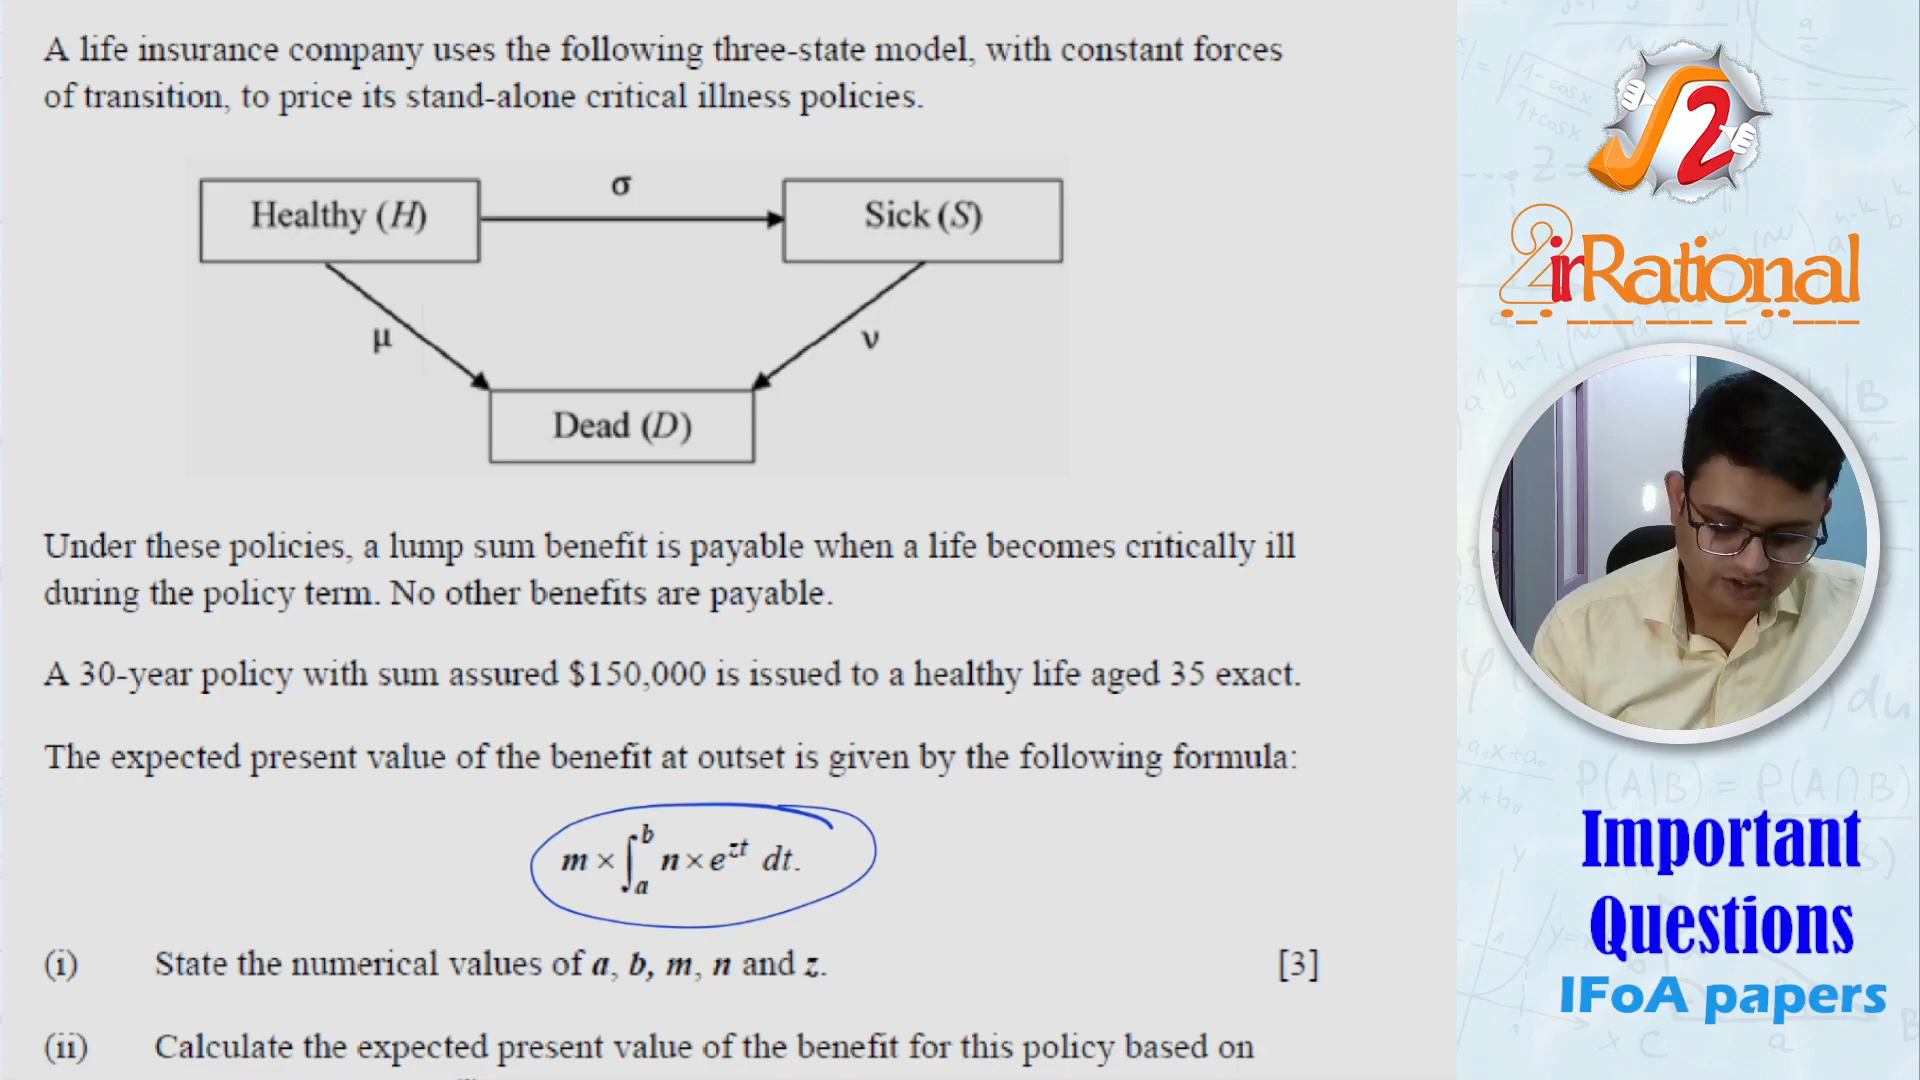 A life insurance company uses the following three-state model, with constant forces
of transition, to price its stand-alone critical illness policies.
Healthy (H)
σ
Sick (S)
μ
ν
Dead (D)
Under these policies, a lump sum benefit is payable when a life becomes critically ill
during the policy term. No other benefits are payable.
A 30-year policy with sum assured $150,000 is issued to a healthy life aged 35 exact.
The expected present value of the benefit at outset is given by the following formula:
m × ∫_a^b n × e^{zt} dt.
(i) State the numerical values of a, b, m, n and z. [3]
(ii) Calculate the expected present value of the benefit for this policy based on
√2
irRational
Important
Questions
IFoA papers